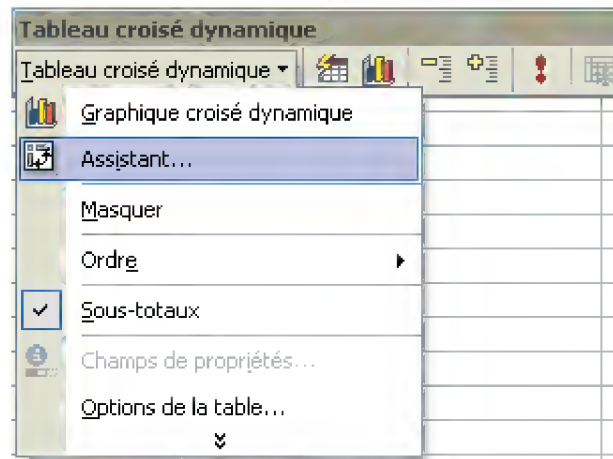 Tableau croisé dynamique
Tableau croisé dynamique
Graphique croisé dynamique
Assistant...
Masquer
Ordre
Sous-totaux
Champs de propriétés...
Options de la table...